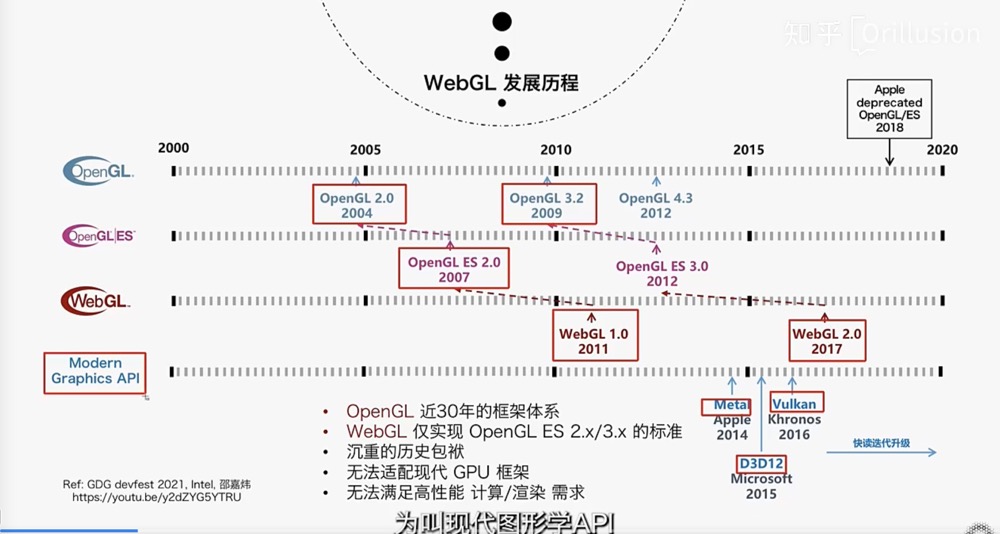 知乎 Orillusion
WebGL 发展历程
Apple
deprecated
OpenGL/ES
2018
2000
2005
2010
2015
2020
OpenGL.
OpenGL 2.0
2004
OpenGL 3.2
2009
OpenGL 4.3
2012
OpenGL|ES™
OpenGL ES 2.0
2007
OpenGL ES 3.0
2012
WebGL.
WebGL 1.0
2011
WebGL 2.0
2017
Modern
Graphics API
Metal
Apple
2014
Vulkan
Khronos
2016
D3D12
Microsoft
2015
快读迭代升级
• OpenGL 近30年的框架体系
• WebGL 仅实现 OpenGL ES 2.x/3.x 的标准
• 沉重的历史包袱
• 无法适配现代 GPU 框架
• 无法满足高性能 计算/渲染 需求
Ref: GDG devfest 2021, Intel, 邵嘉炜
https://youtu.be/y2dZYG5YTRU
为叫现代图形学API